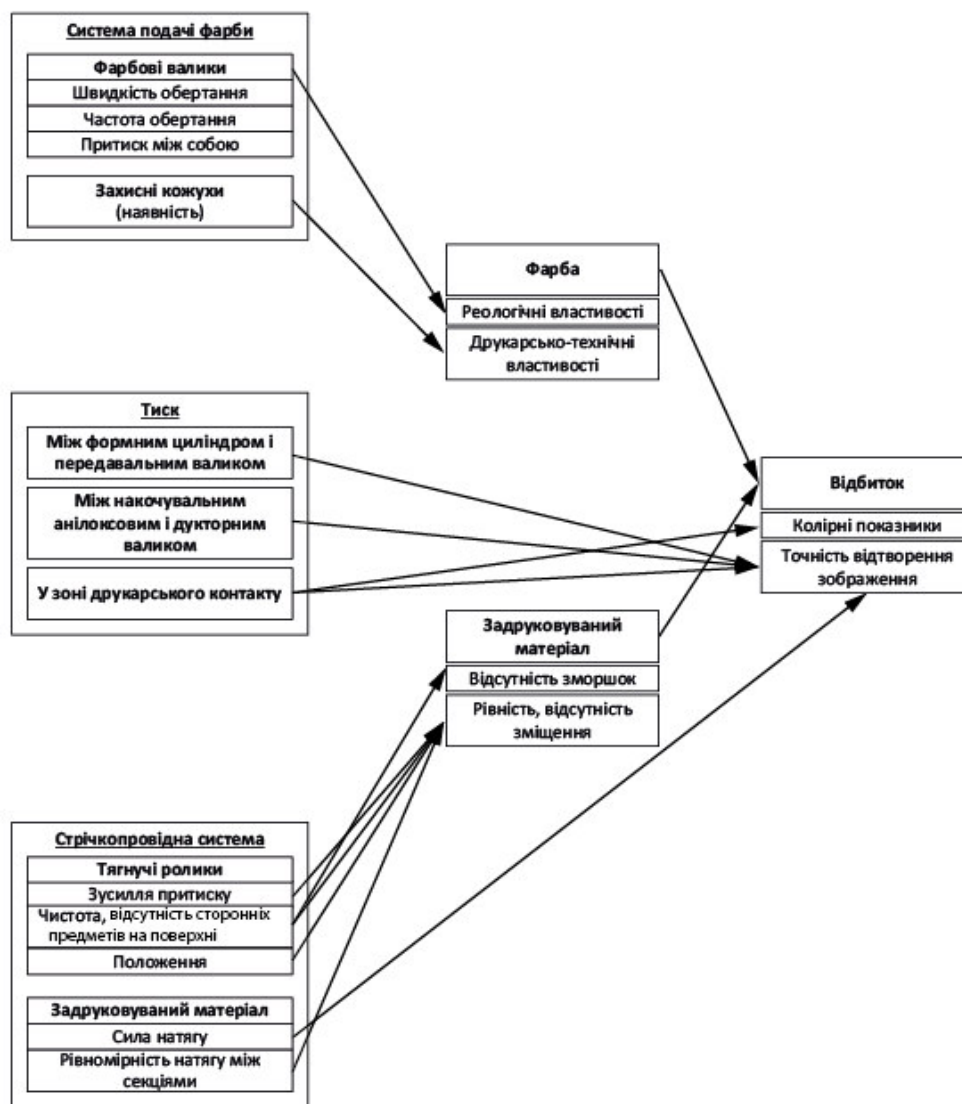 Система подачі фарби
Фарбові валики
Швидкість обертання
Частота обертання
Притиск між собою
Захисні кожухи
(наявність)
Фарба
Реологічні властивості
Друкарсько-технічні
властивості
Тиск
Між формним циліндром і
передавальним валиком
Між накочувальним
анілоксовим і дукторним
валиком
У зоні друкарського контакту
Відбиток
Колірні показники
Точність відтворення
зображення
Задруковуваний
матеріал
Відсутність зморшок
Рівність, відсутність
зміщення
Стрічкопровідна система
Тягнучі ролики
Зусилля притиску
Чистота, відсутність сторонніх
предметів на поверхні
Положення
Задруковуваний матеріал
Сила натягу
Рівномірність натягу між
секціями